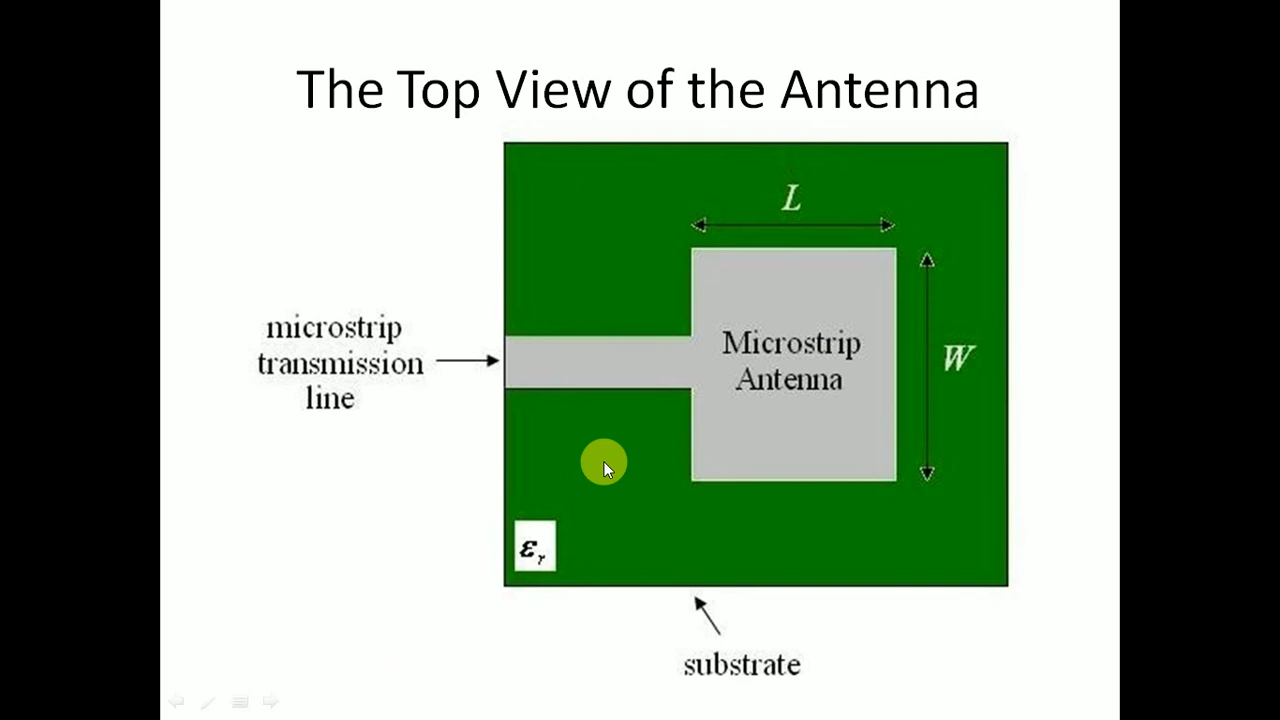 The Top View of the Antenna
L
microstrip
transmission
line
Microstrip
Antenna
W
εr
substrate